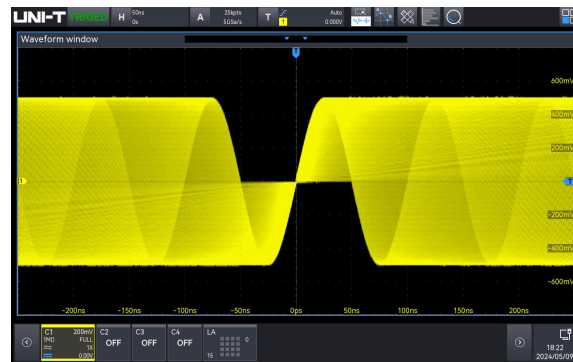 UNI-T TRIGED H 50ns 0s A 25kpts 5GSa/s T 1 Auto 0.000V
Waveform window
600mV
400mV
200mV
-200mV
-400mV
-600mV
1
T
-200ns -150ns -100ns -50ns 0ps 50ns 100ns 150ns 200ns
C1 200mV C2 C3 C4 LA
1MΩ FULL OFF OFF OFF 0
1X
0.00V 15
18:22
2024/05/09